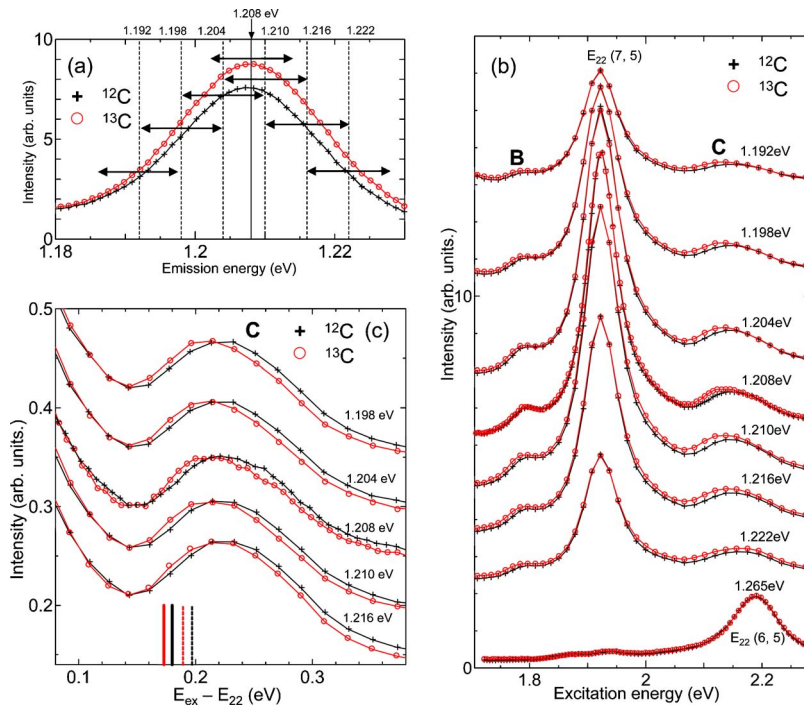 1.208 eV
1.192 1.198 1.204 1.210 1.216 1.222
10
(a)
12C
13C
5
0
Intensity (arb. units)
1.18 1.2 1.22
Emission energy (eV)
(b)
E22 (7, 5)
12C
13C
B
C
1.192eV
1.198eV
10
1.204eV
1.208eV
1.210eV
1.216eV
1.222eV
1.265eV
E22 (6, 5)
0
Intensity (arb. units.)
1.8 2 2.2
Excitation energy (eV)
0.5
C
12C
(c)
13C
0.4
1.198 eV
1.204 eV
0.3
1.208 eV
1.210 eV
0.2
1.216 eV
Intensity (arb. units.)
0.1 0.2 0.3
Eex – E22 (eV)